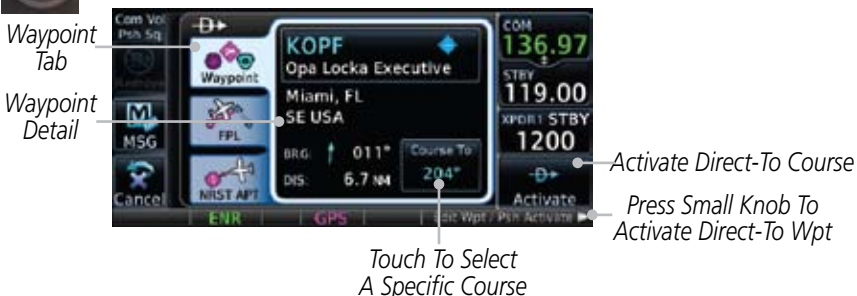 Waypoint
Tab
Waypoint
Detail
Com Vol
Psh Sq
MSG
Cancel
Waypoint
FPL
NRST APT
KOPF
Opa Locka Executive
Miami, FL
SE USA
BRG: 011°
DIS: 6.7 NM
Course To
204°
COM
136.97
STBY
119.00
XPDR1 STBY
1200
Activate
ENR
GPS
Edit Wpt / Psh Activate
Activate Direct-To Course
Press Small Knob To
Activate Direct-To Wpt
Touch To Select
A Specific Course